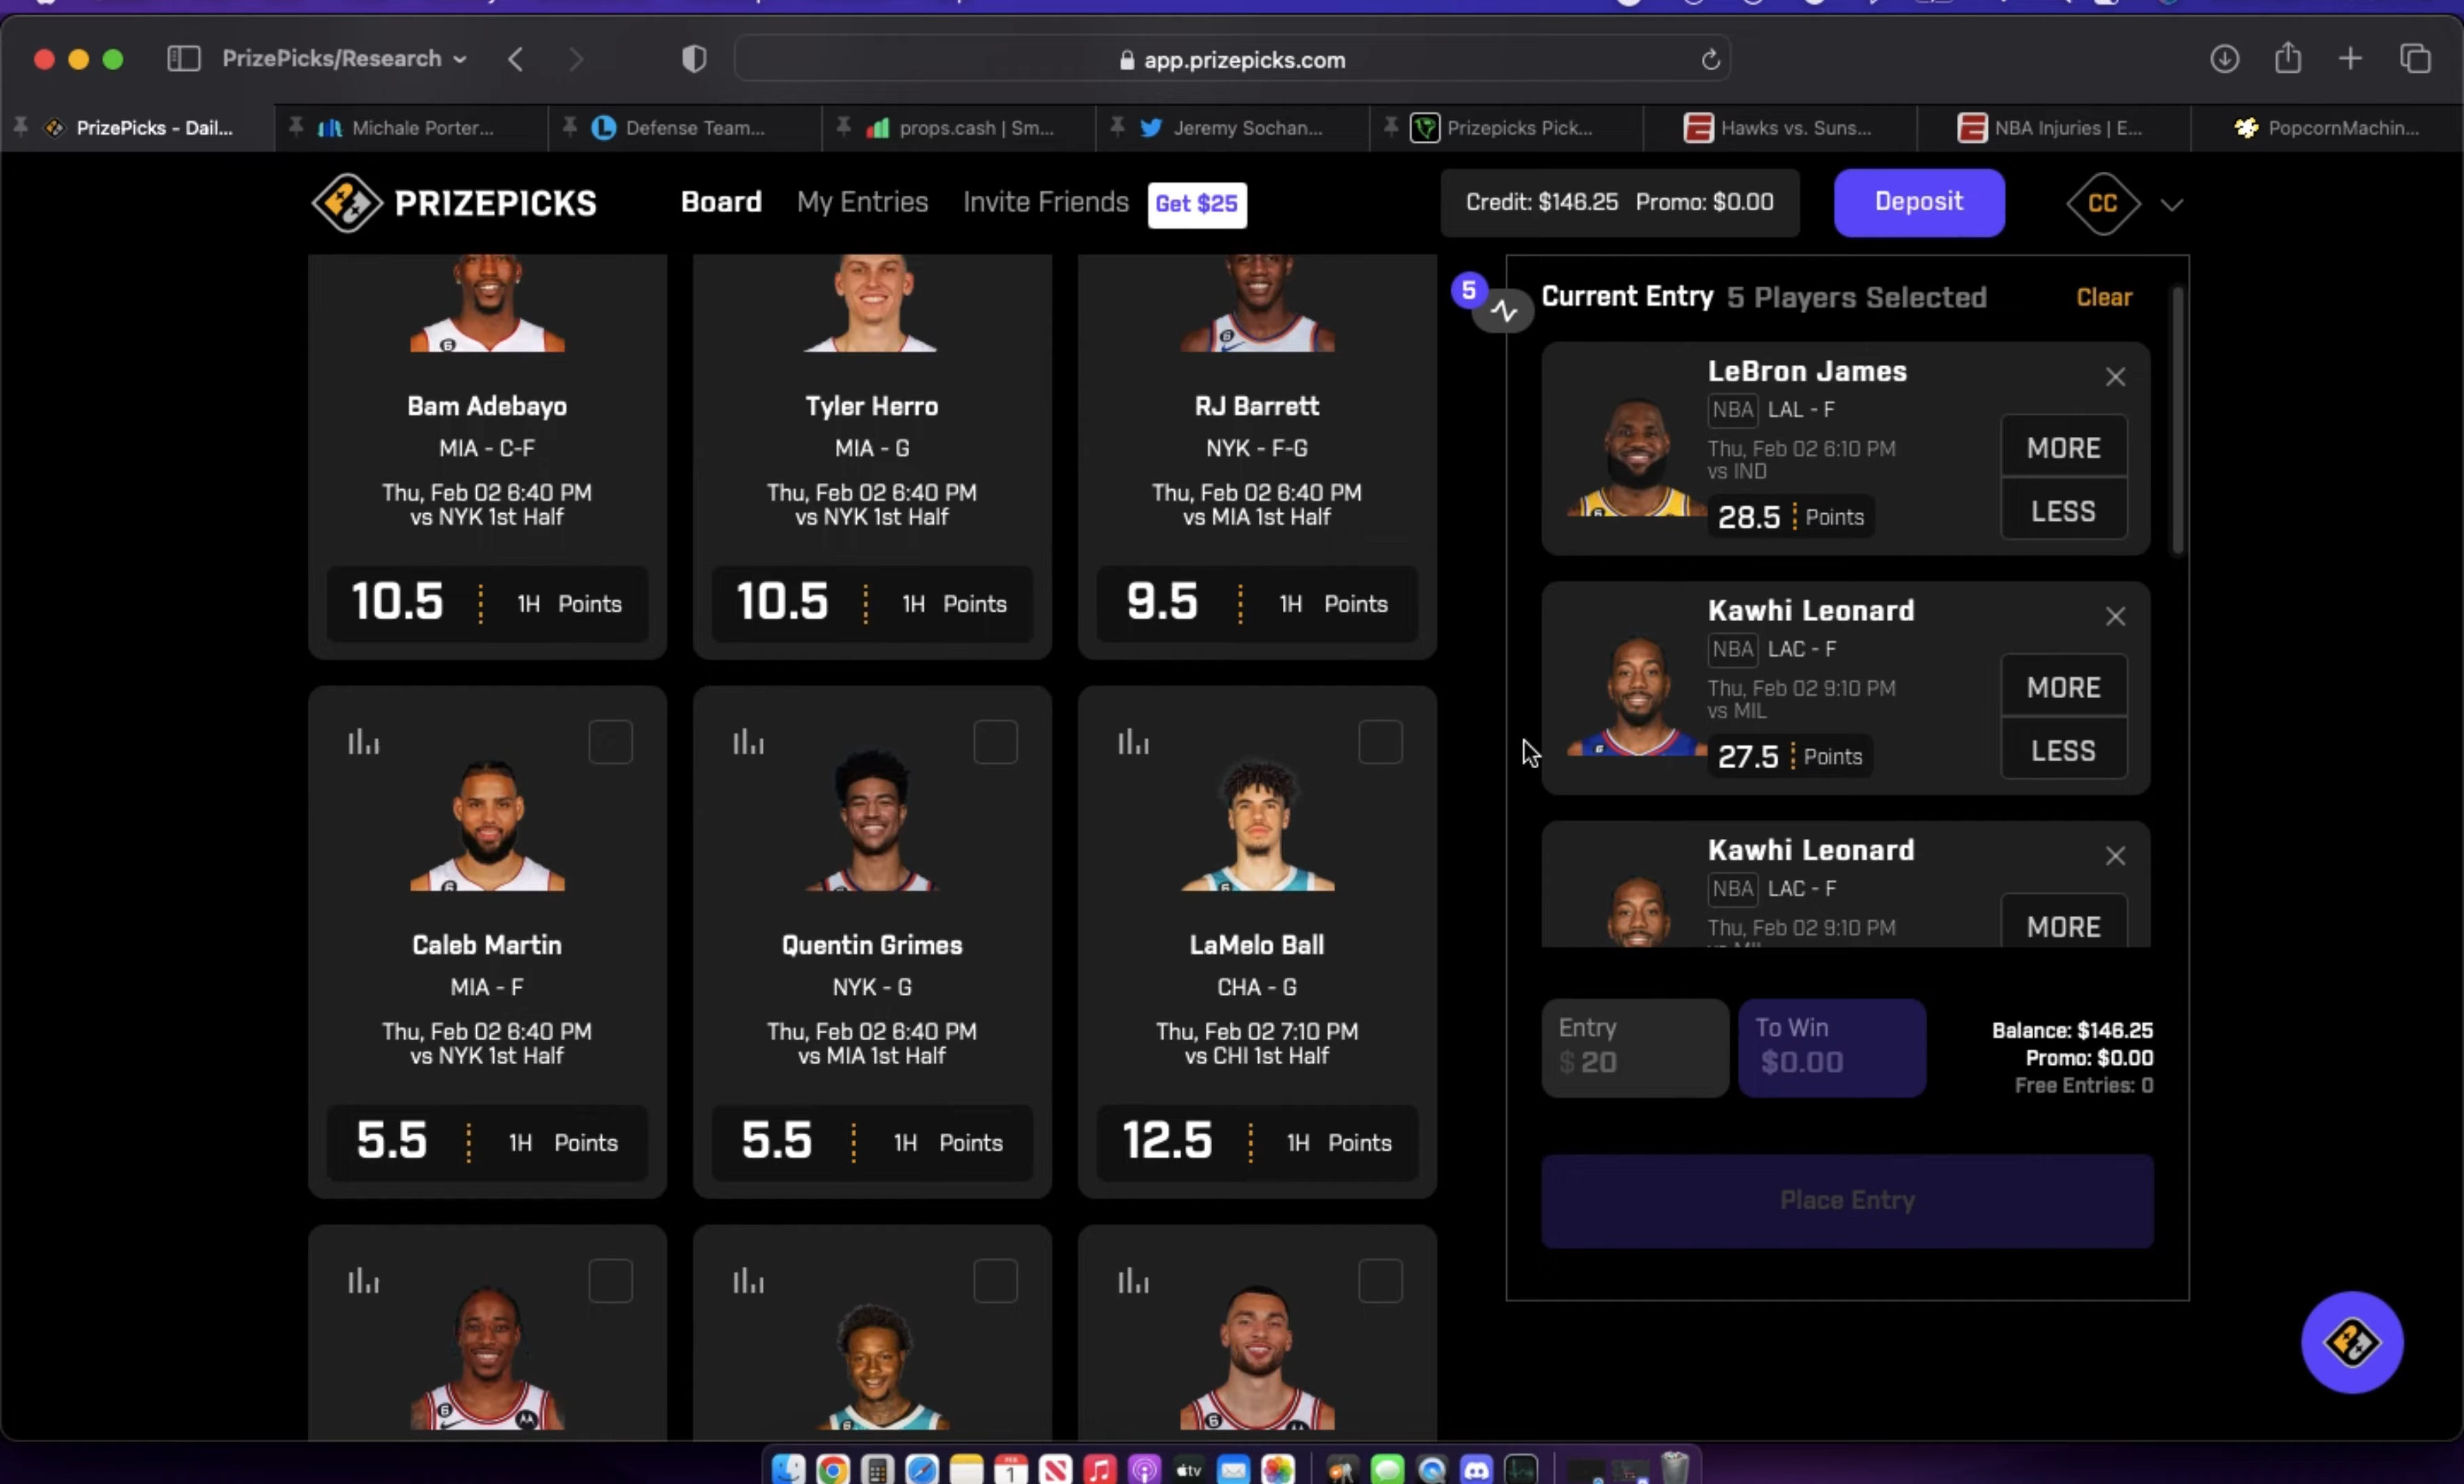 PrizePicks/Research
app.prizepicks.com
PrizePicks - Dail...
Michale Porter...
Defense Team...
props.cash | Sm...
Jeremy Sochan...
Prizepicks Pick...
Hawks vs. Suns...
NBA Injuries | E...
PopcornMachin...
PRIZEPICKS
Board
My Entries
Invite Friends
Get $25
Credit: $146.25 Promo: $0.00
Deposit
CC
Bam Adebayo
MIA - C-F
Thu, Feb 02 6:40 PM
vs NYK 1st Half
10.5
1H Points
Tyler Herro
MIA - G
Thu, Feb 02 6:40 PM
vs NYK 1st Half
10.5
1H Points
RJ Barrett
NYK - F-G
Thu, Feb 02 6:40 PM
vs MIA 1st Half
9.5
1H Points
Caleb Martin
MIA - F
Thu, Feb 02 6:40 PM
vs NYK 1st Half
5.5
1H Points
Quentin Grimes
NYK - G
Thu, Feb 02 6:40 PM
vs MIA 1st Half
5.5
1H Points
LaMelo Ball
CHA - G
Thu, Feb 02 7:10 PM
vs CHI 1st Half
12.5
1H Points
5
Current Entry 5 Players Selected
Clear
LeBron James
NBA LAL - F
Thu, Feb 02 6:10 PM
vs IND
28.5 Points
MORE
LESS
Kawhi Leonard
NBA LAC - F
Thu, Feb 02 9:10 PM
vs MIL
27.5 Points
MORE
LESS
Kawhi Leonard
NBA LAC - F
Thu, Feb 02 9:10 PM
MORE
Entry
$ 20
To Win
$0.00
Balance: $146.25
Promo: $0.00
Free Entries: 0
Place Entry
1
tv